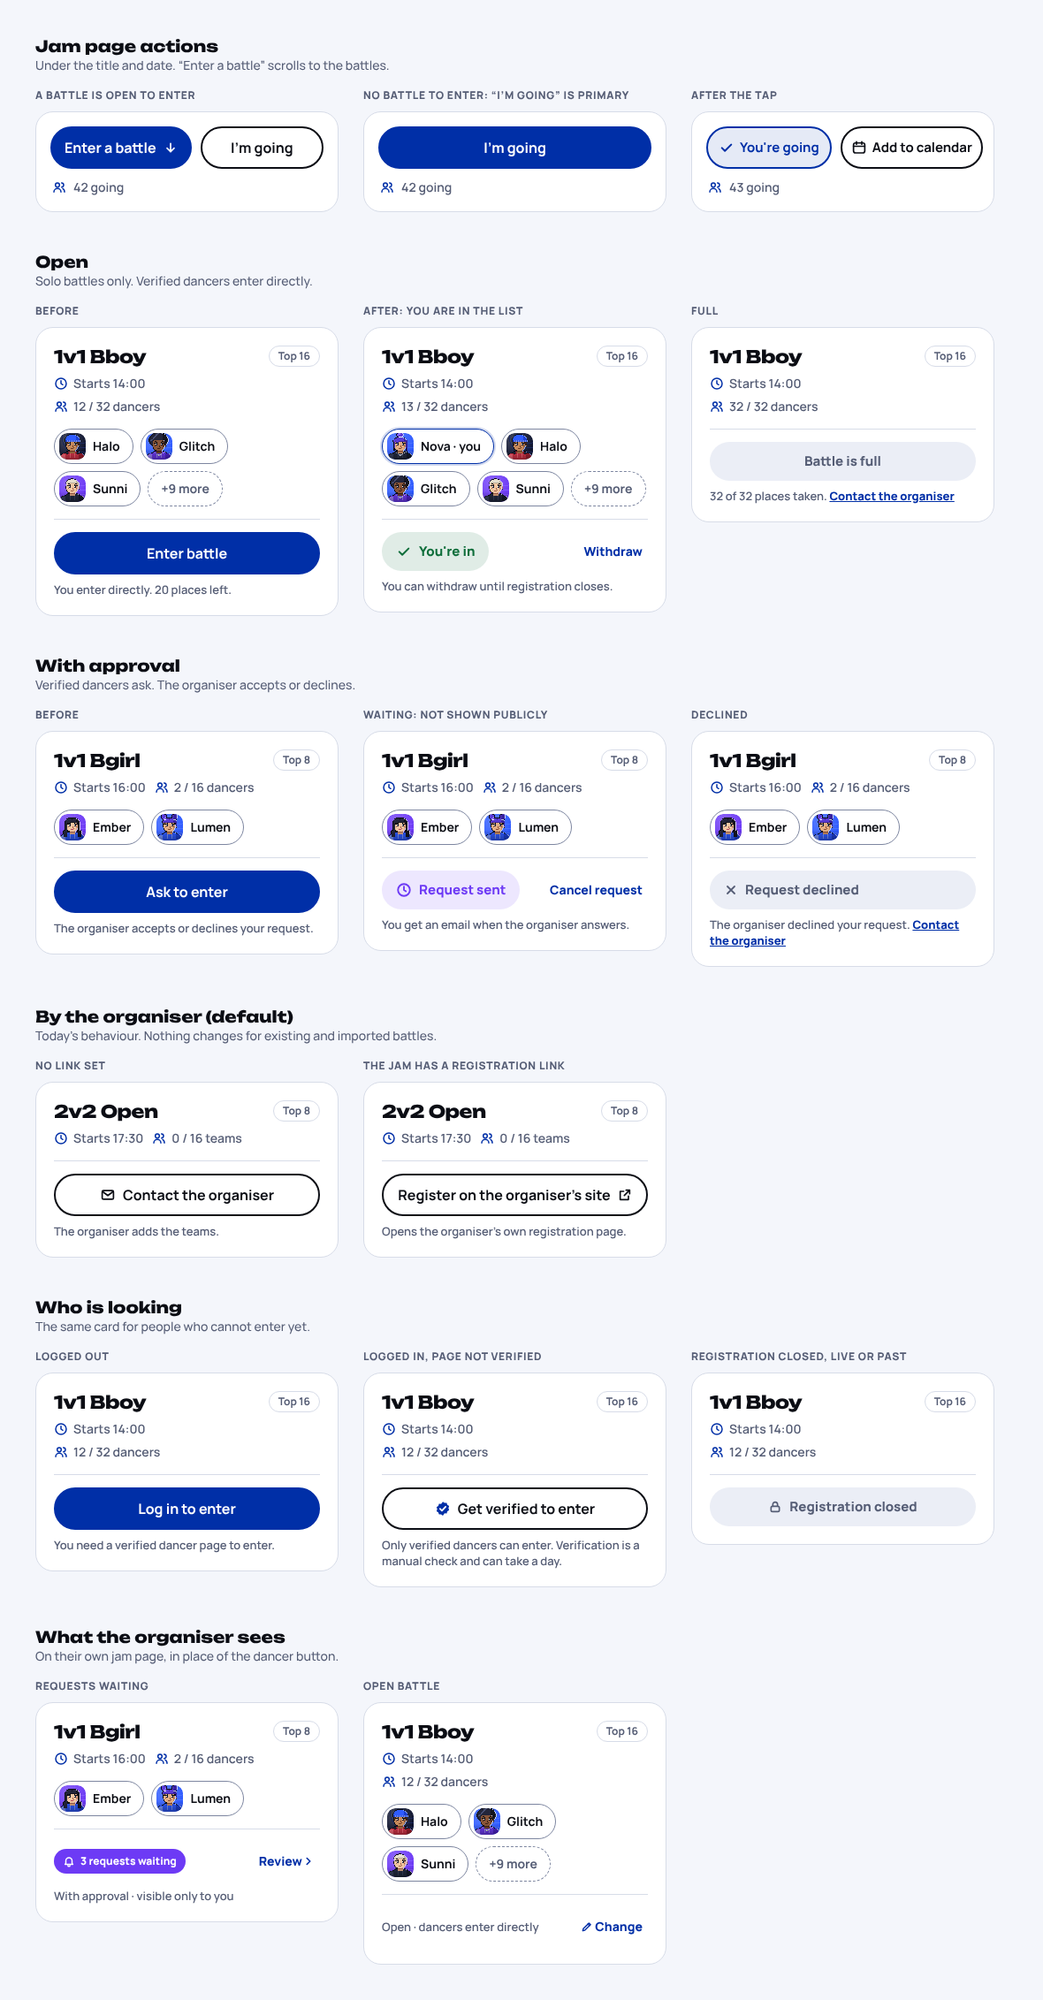 Jam page actions
Under the title and date. “Enter a battle” scrolls to the battles.
A BATTLE IS OPEN TO ENTER
Enter a battle
I'm going
42 going
NO BATTLE TO ENTER: “I'M GOING” IS PRIMARY
I'm going
42 going
AFTER THE TAP
You're going
Add to calendar
43 going
Open
Solo battles only. Verified dancers enter directly.
BEFORE
1v1 Bboy
Top 16
Starts 14:00
12 / 32 dancers
Halo
Glitch
Sunni
+9 more
Enter battle
You enter directly. 20 places left.
AFTER: YOU ARE IN THE LIST
1v1 Bboy
Top 16
Starts 14:00
13 / 32 dancers
Nova · you
Halo
Glitch
Sunni
+9 more
You're in
Withdraw
You can withdraw until registration closes.
FULL
1v1 Bboy
Top 16
Starts 14:00
32 / 32 dancers
Battle is full
32 of 32 places taken. Contact the organiser
With approval
Verified dancers ask. The organiser accepts or declines.
BEFORE
1v1 Bgirl
Top 8
Starts 16:00
2 / 16 dancers
Ember
Lumen
Ask to enter
The organiser accepts or declines your request.
WAITING: NOT SHOWN PUBLICLY
1v1 Bgirl
Top 8
Starts 16:00
2 / 16 dancers
Ember
Lumen
Request sent
Cancel request
You get an email when the organiser answers.
DECLINED
1v1 Bgirl
Top 8
Starts 16:00
2 / 16 dancers
Ember
Lumen
Request declined
The organiser declined your request. Contact
the organiser
By the organiser (default)
Today's behaviour. Nothing changes for existing and imported battles.
NO LINK SET
2v2 Open
Top 8
Starts 17:30
0 / 16 teams
Contact the organiser
The organiser adds the teams.
THE JAM HAS A REGISTRATION LINK
2v2 Open
Top 8
Starts 17:30
0 / 16 teams
Register on the organiser's site
Opens the organiser's own registration page.
Who is looking
The same card for people who cannot enter yet.
LOGGED OUT
1v1 Bboy
Top 16
Starts 14:00
12 / 32 dancers
Log in to enter
You need a verified dancer page to enter.
LOGGED IN, PAGE NOT VERIFIED
1v1 Bboy
Top 16
Starts 14:00
12 / 32 dancers
Get verified to enter
Only verified dancers can enter. Verification is a
manual check and can take a day.
REGISTRATION CLOSED, LIVE OR PAST
1v1 Bboy
Top 16
Starts 14:00
12 / 32 dancers
Registration closed
What the organiser sees
On their own jam page, in place of the dancer button.
REQUESTS WAITING
1v1 Bgirl
Top 8
Starts 16:00
2 / 16 dancers
Ember
Lumen
3 requests waiting
Review
With approval · visible only to you
OPEN BATTLE
1v1 Bboy
Top 16
Starts 14:00
12 / 32 dancers
Halo
Glitch
Sunni
+9 more
Open · dancers enter directly
Change